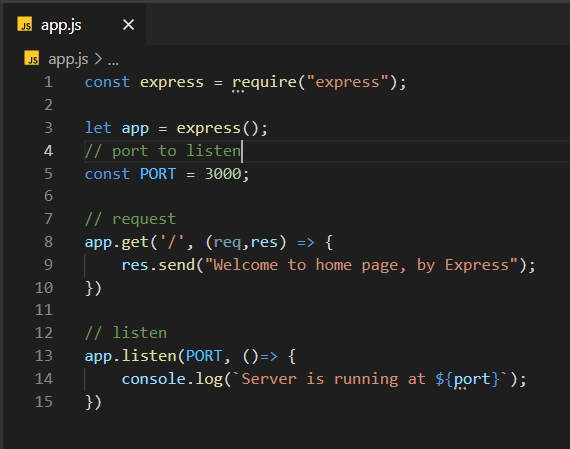 JS app.js ×
JS app.js > ...
1 const express = require("express");
2
3 let app = express();
4 // port to listen
5 const PORT = 3000;
6
7 // request
8 app.get('/', (req,res) => {
9     res.send("Welcome to home page, by Express");
10 })
11
12 // listen
13 app.listen(PORT, ()=> {
14     console.log(`Server is running at ${port}`);
15 })